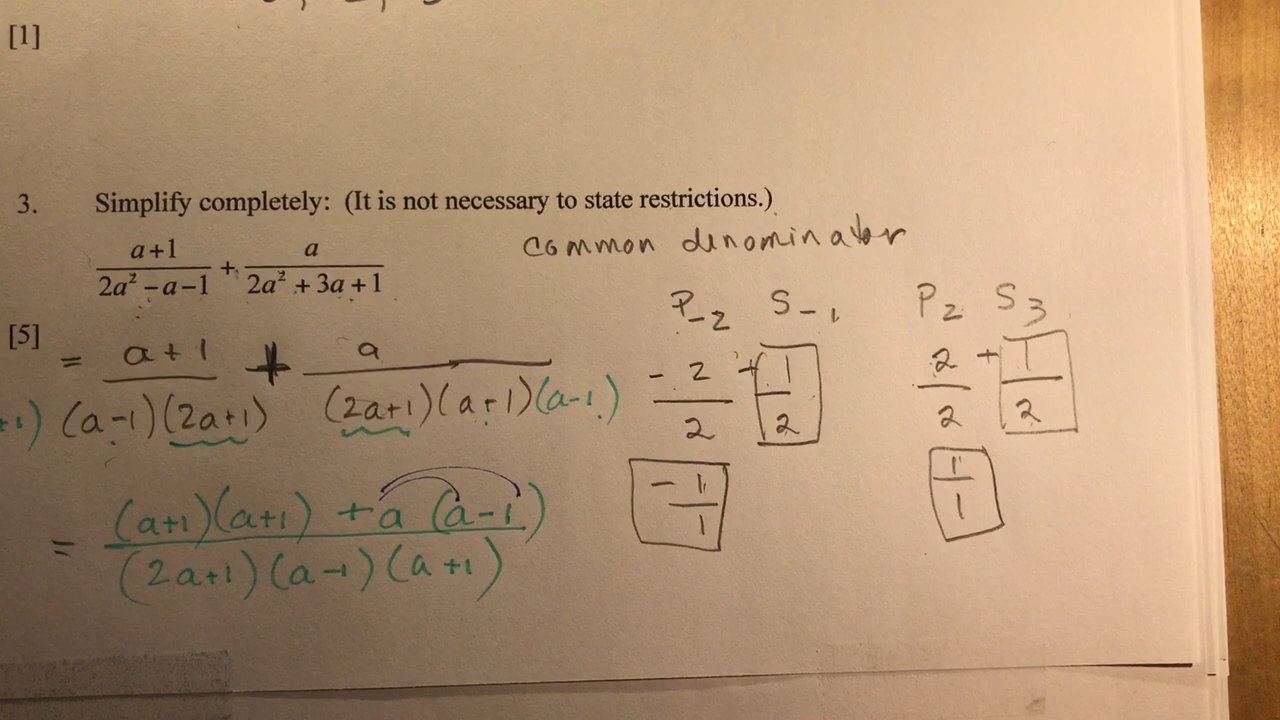 [1]
3. Simplify completely: (It is not necessary to state restrictions.)
common denominator
a+1 / 2a² - a - 1 + a / 2a² + 3a + 1
[5]
= a+1 / (a-1)(2a+1) + a / (2a+1)(a+1)(a-1)
= (a+1)(a+1) + a(a-1) / (2a+1)(a-1)(a+1)
P-2 S-1
-2/2 + 1/2
-1/1
P2 S3
2/2 + 1/2
1/1